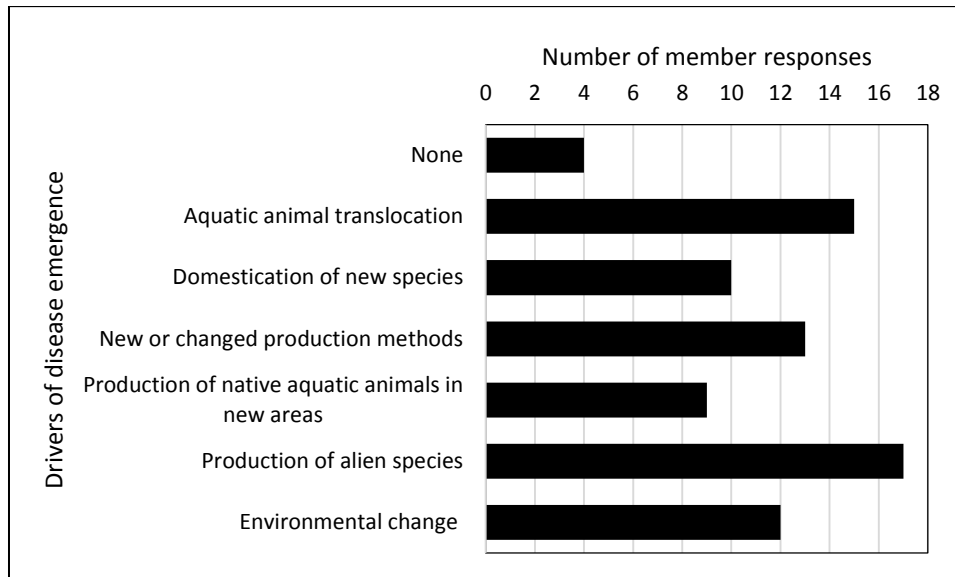 Number of member responses
0 2 4 6 8 10 12 14 16 18
Drivers of disease emergence
None
Aquatic animal translocation
Domestication of new species
New or changed production methods
Production of native aquatic animals in
new areas
Production of alien species
Environmental change